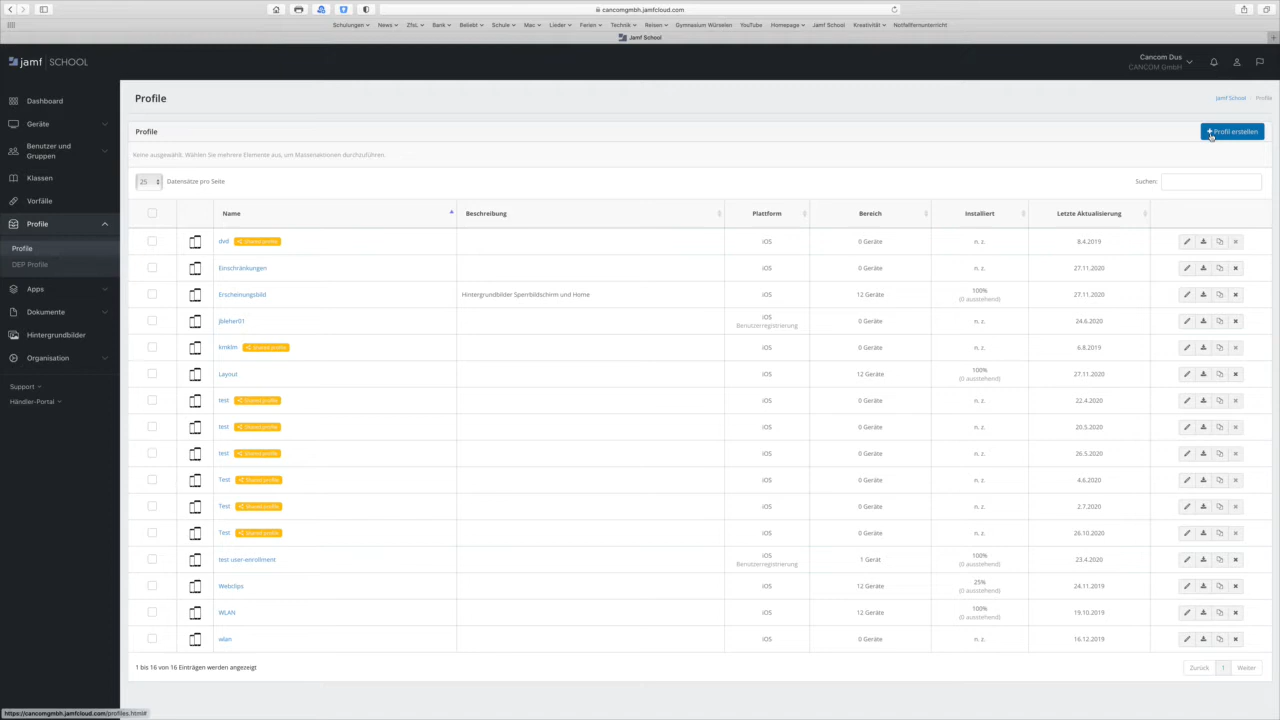 cancomgmbh.jamfcloud.com
Schulungen News ZfsL Bank Beliebt Schule Mac Lieder Ferien Technik Reisen Gymnasium Würselen YouTube Homepage Jamf School Kreativität Notfallfernunterricht
Jamf School
jamf SCHOOL
Cancom Dus
CANCOM GmbH
Dashboard
Geräte
Benutzer und
Gruppen
Klassen
Vorfälle
Profile
Profile
DEP Profile
Apps
Dokumente
Hintergrundbilder
Organisation
Support
Händler-Portal
Profile
Jamf School Profile
Profile
+ Profil erstellen
Keine ausgewählt. Wählen Sie mehrere Elemente aus, um Massenaktionen durchzuführen.
25 Datensätze pro Seite
Suchen:
Name Beschreibung Plattform Bereich Installiert Letzte Aktualisierung
dvd Shared profile iOS 0 Geräte n. z. 8.4.2019
Einschränkungen iOS 0 Geräte n. z. 27.11.2020
Erscheinungsbild Hintergrundbilder Sperrbildschirm und Home iOS 12 Geräte 100% (0 ausstehend) 27.11.2020
jbleher01 iOS Benutzerregistrierung 0 Geräte n. z. 24.6.2020
kmklm Shared profile iOS 0 Geräte n. z. 6.8.2019
Layout iOS 12 Geräte 100% (0 ausstehend) 27.11.2020
test Shared profile iOS 0 Geräte n. z. 22.4.2020
test Shared profile iOS 0 Geräte n. z. 20.5.2020
test Shared profile iOS 0 Geräte n. z. 26.5.2020
Test Shared profile iOS 0 Geräte n. z. 4.6.2020
Test Shared profile iOS 0 Geräte n. z. 2.7.2020
Test Shared profile iOS 0 Geräte n. z. 26.10.2020
test user-enrollment iOS Benutzerregistrierung 1 Gerät 100% (0 ausstehend) 23.4.2020
Webclips iOS 12 Geräte 25% (0 ausstehend) 24.11.2019
WLAN iOS 12 Geräte 100% (0 ausstehend) 19.10.2019
wlan iOS 0 Geräte n. z. 16.12.2019
1 bis 16 von 16 Einträgen werden angezeigt
Zurück 1 Weiter
https://cancomgmbh.jamfcloud.com/profiles.html#